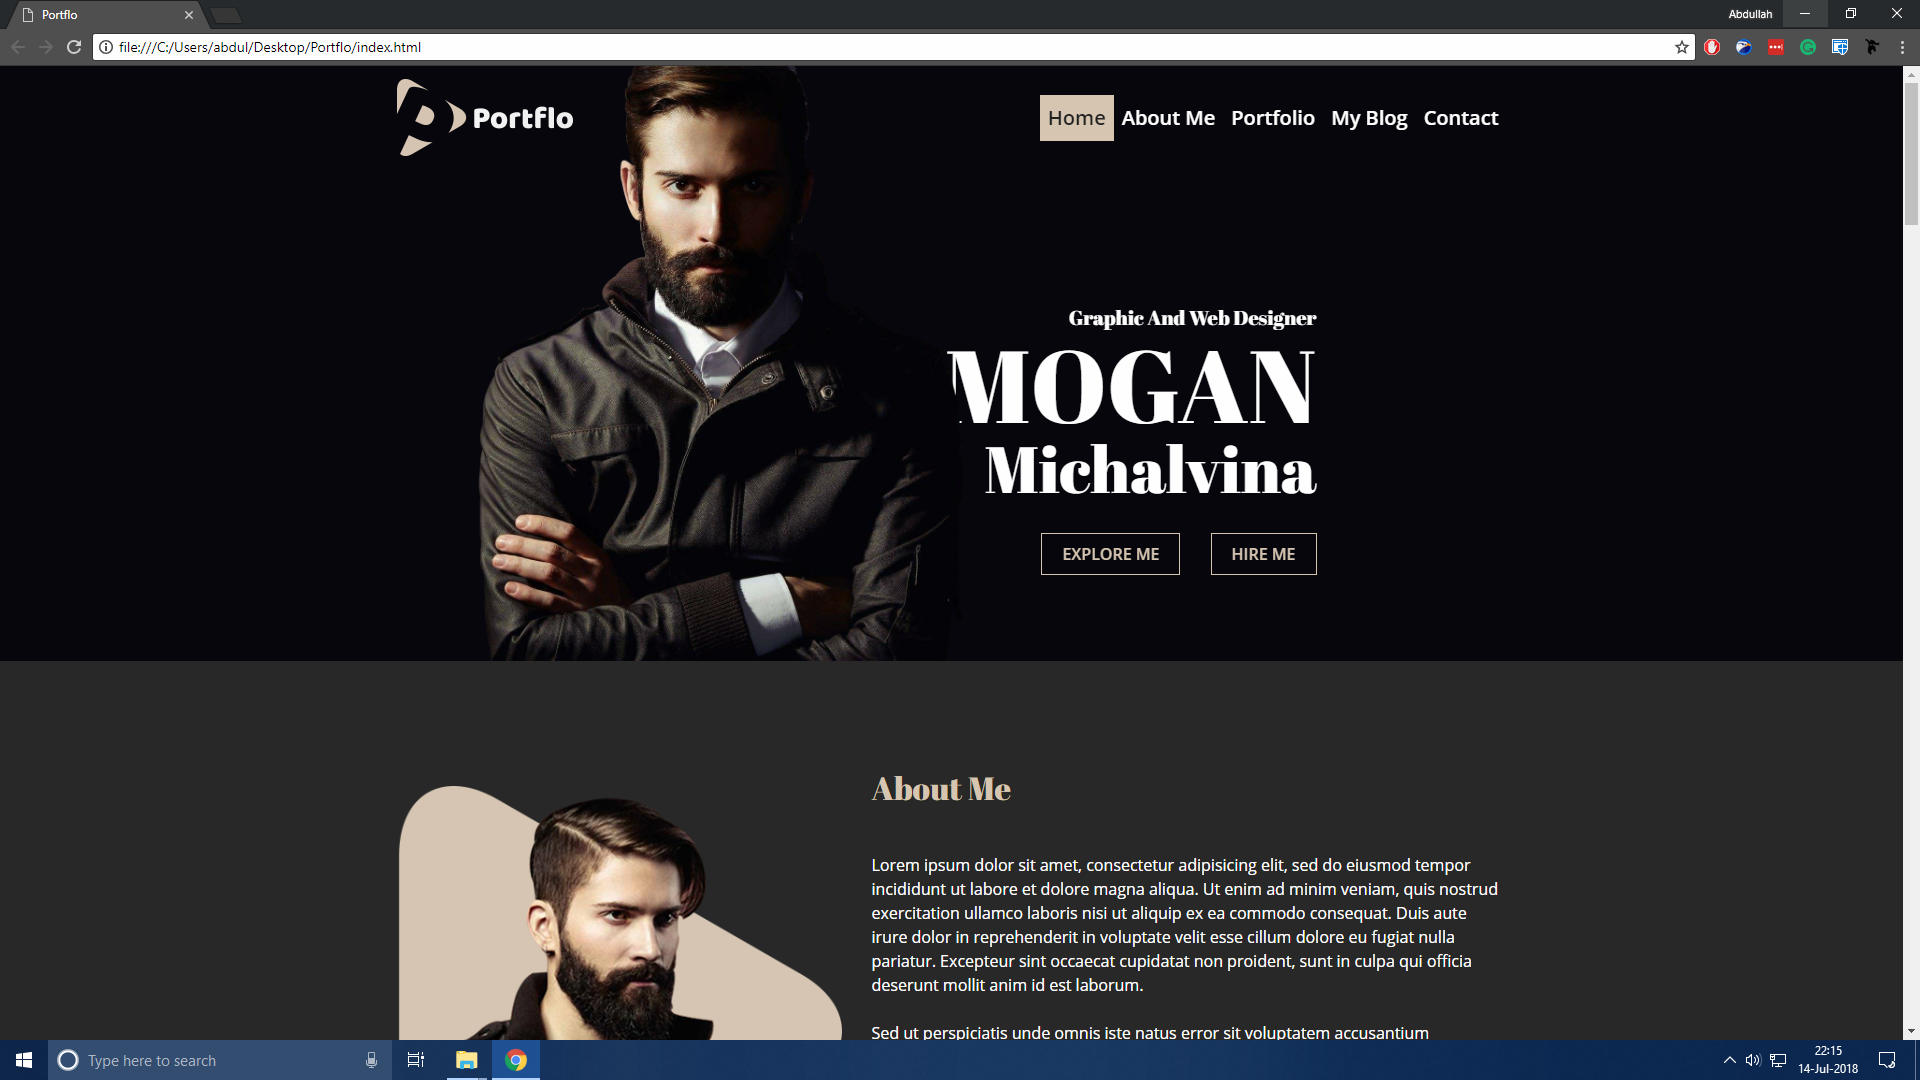 Portflo
Abdullah
file:///C:/Users/abdul/Desktop/Portflo/index.html
Portflo
Home About Me Portfolio My Blog Contact
Graphic And Web Designer
MOGAN
Michalvina
EXPLORE ME HIRE ME
About Me
Lorem ipsum dolor sit amet, consectetur adipisicing elit, sed do eiusmod tempor
incididunt ut labore et dolore magna aliqua. Ut enim ad minim veniam, quis nostrud
exercitation ullamco laboris nisi ut aliquip ex ea commodo consequat. Duis aute
irure dolor in reprehenderit in voluptate velit esse cillum dolore eu fugiat nulla
pariatur. Excepteur sint occaecat cupidatat non proident, sunt in culpa qui officia
deserunt mollit anim id est laborum.
Sed ut perspiciatis unde omnis iste natus error sit voluptatem accusantium
Type here to search
22:15
14-Jul-2018